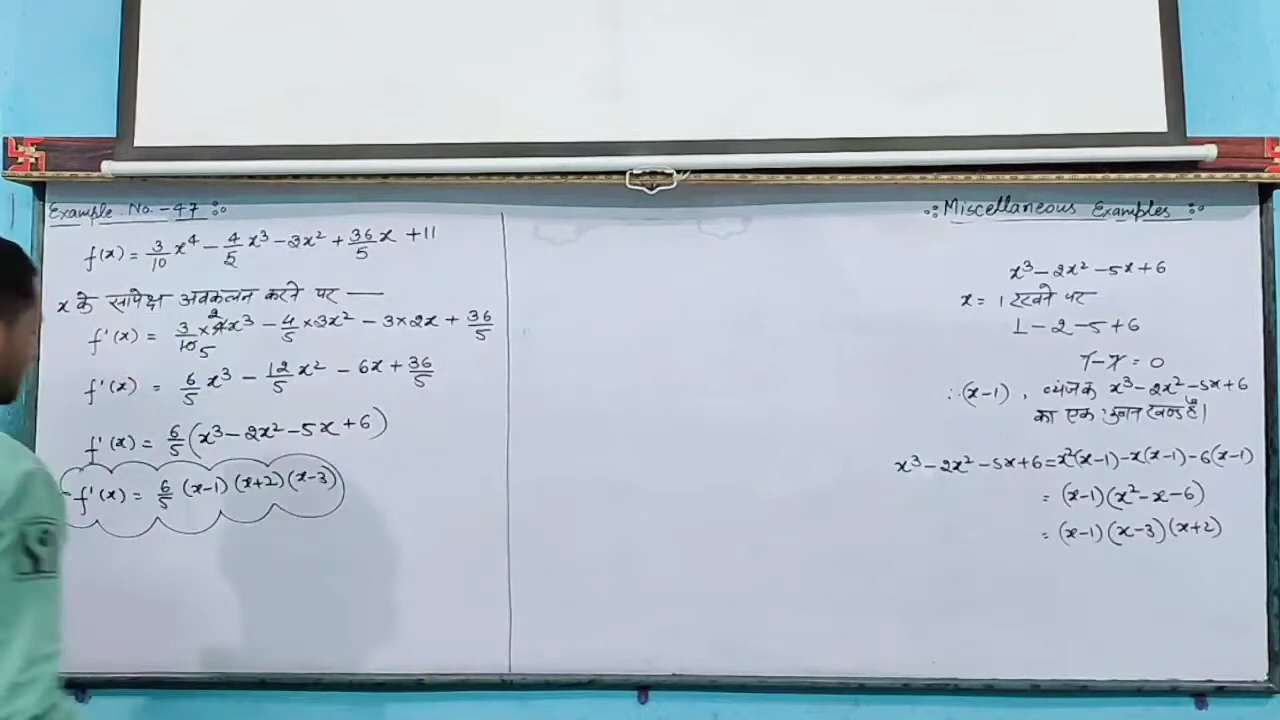 Example No. - 47 :-
f(x) = 3/10 x⁴ - 4/5 x³ - 3x² + 36/5 x + 11
x के सापेक्ष अवकलन करने पर —
f'(x) = 3/10 5 × 4 2 x³ - 4/5 × 3x² - 3×2x + 36/5
f'(x) = 6/5 x³ - 12/5 x² - 6x + 36/5
f'(x) = 6/5 (x³ - 2x² - 5x + 6)
f'(x) = 6/5 (x-1) (x+2) (x-3)
Miscellaneous Examples :-
x³ - 2x² - 5x + 6
x = 1 रखने पर
1 - 2 - 5 + 6
7 - 7 = 0
∴ (x-1) , व्यंजक x³ - 2x² - 5x + 6
का एक गुणनखण्ड है।
x³ - 2x² - 5x + 6 = x²(x-1) - x(x-1) - 6(x-1)
= (x-1) (x² - x - 6)
= (x-1) (x-3) (x+2)